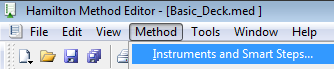 Hamilton Method Editor - [Basic_Deck.med ]
File Edit View Method Tools Window Help
Instruments and Smart Steps...